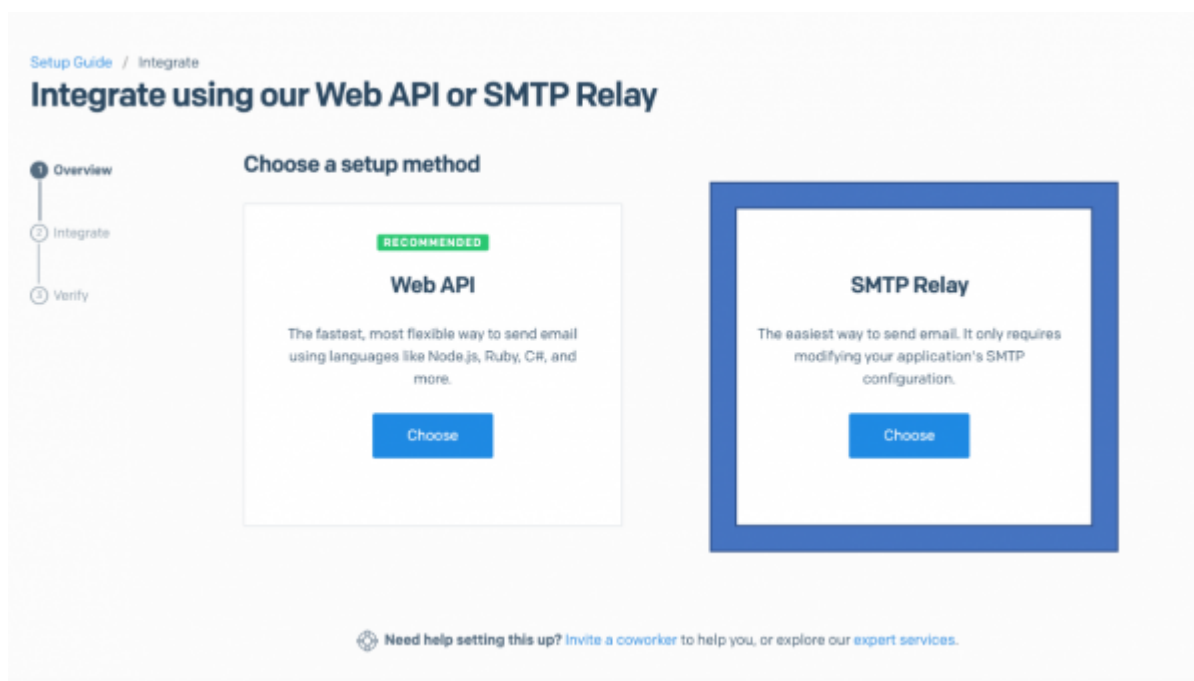 Setup Guide / Integrate
Integrate using our Web API or SMTP Relay
1 Overview
2 Integrate
3 Verify
Choose a setup method
RECOMMENDED
Web API
The fastest, most flexible way to send email
using languages like Node.js, Ruby, C#, and
more.
Choose
SMTP Relay
The easiest way to send email. It only requires
modifying your application's SMTP
configuration.
Choose
Need help setting this up? Invite a coworker to help you, or explore our expert services.